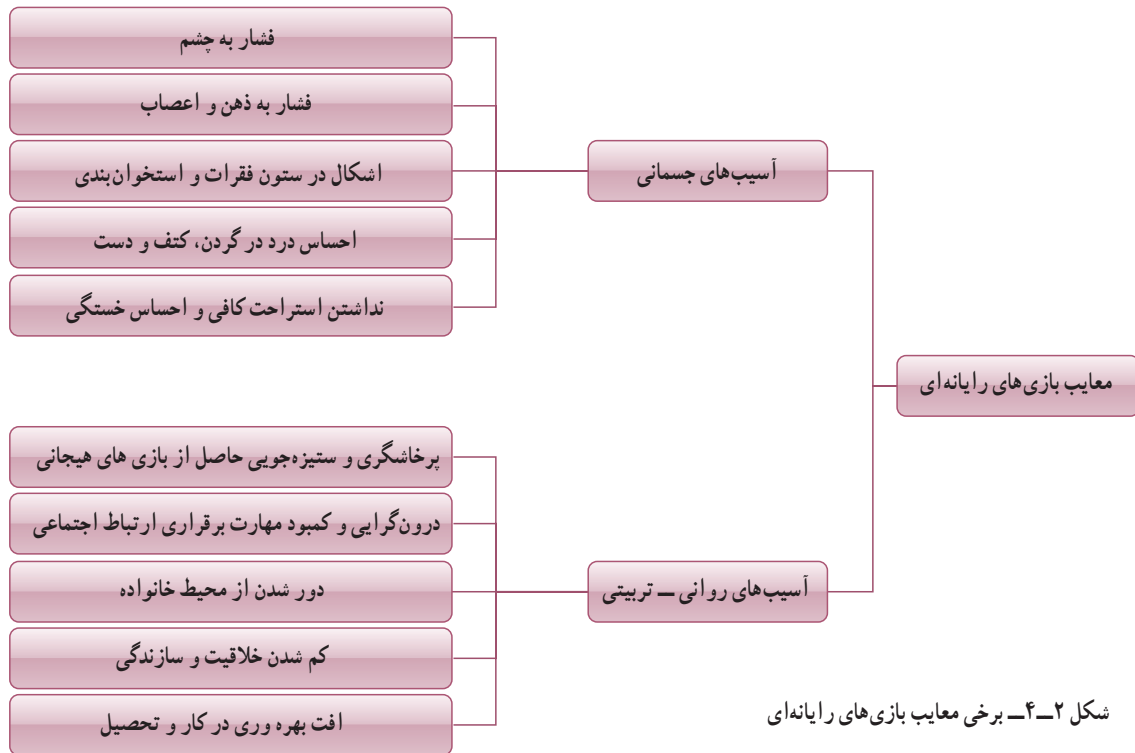 معایب بازی‌های رایانه‌ای
آسیب‌های جسمانی
فشار به چشم
فشار به ذهن و اعصاب
اشکال در ستون فقرات و استخوان‌بندی
احساس درد در گردن، کتف و دست
نداشتن استراحت کافی و احساس خستگی
آسیب‌های روانی ــ تربیتی
پرخاشگری و ستیزه‌جویی حاصل از بازی های هیجانی
درون‌گرایی و کمبود مهارت برقراری ارتباط اجتماعی
دور شدن از محیط خانواده
کم شدن خلاقیت و سازندگی
افت بهره وری در کار و تحصیل
شکل ۲ــ۴ــ برخی معایب بازی‌های رایانه‌ای